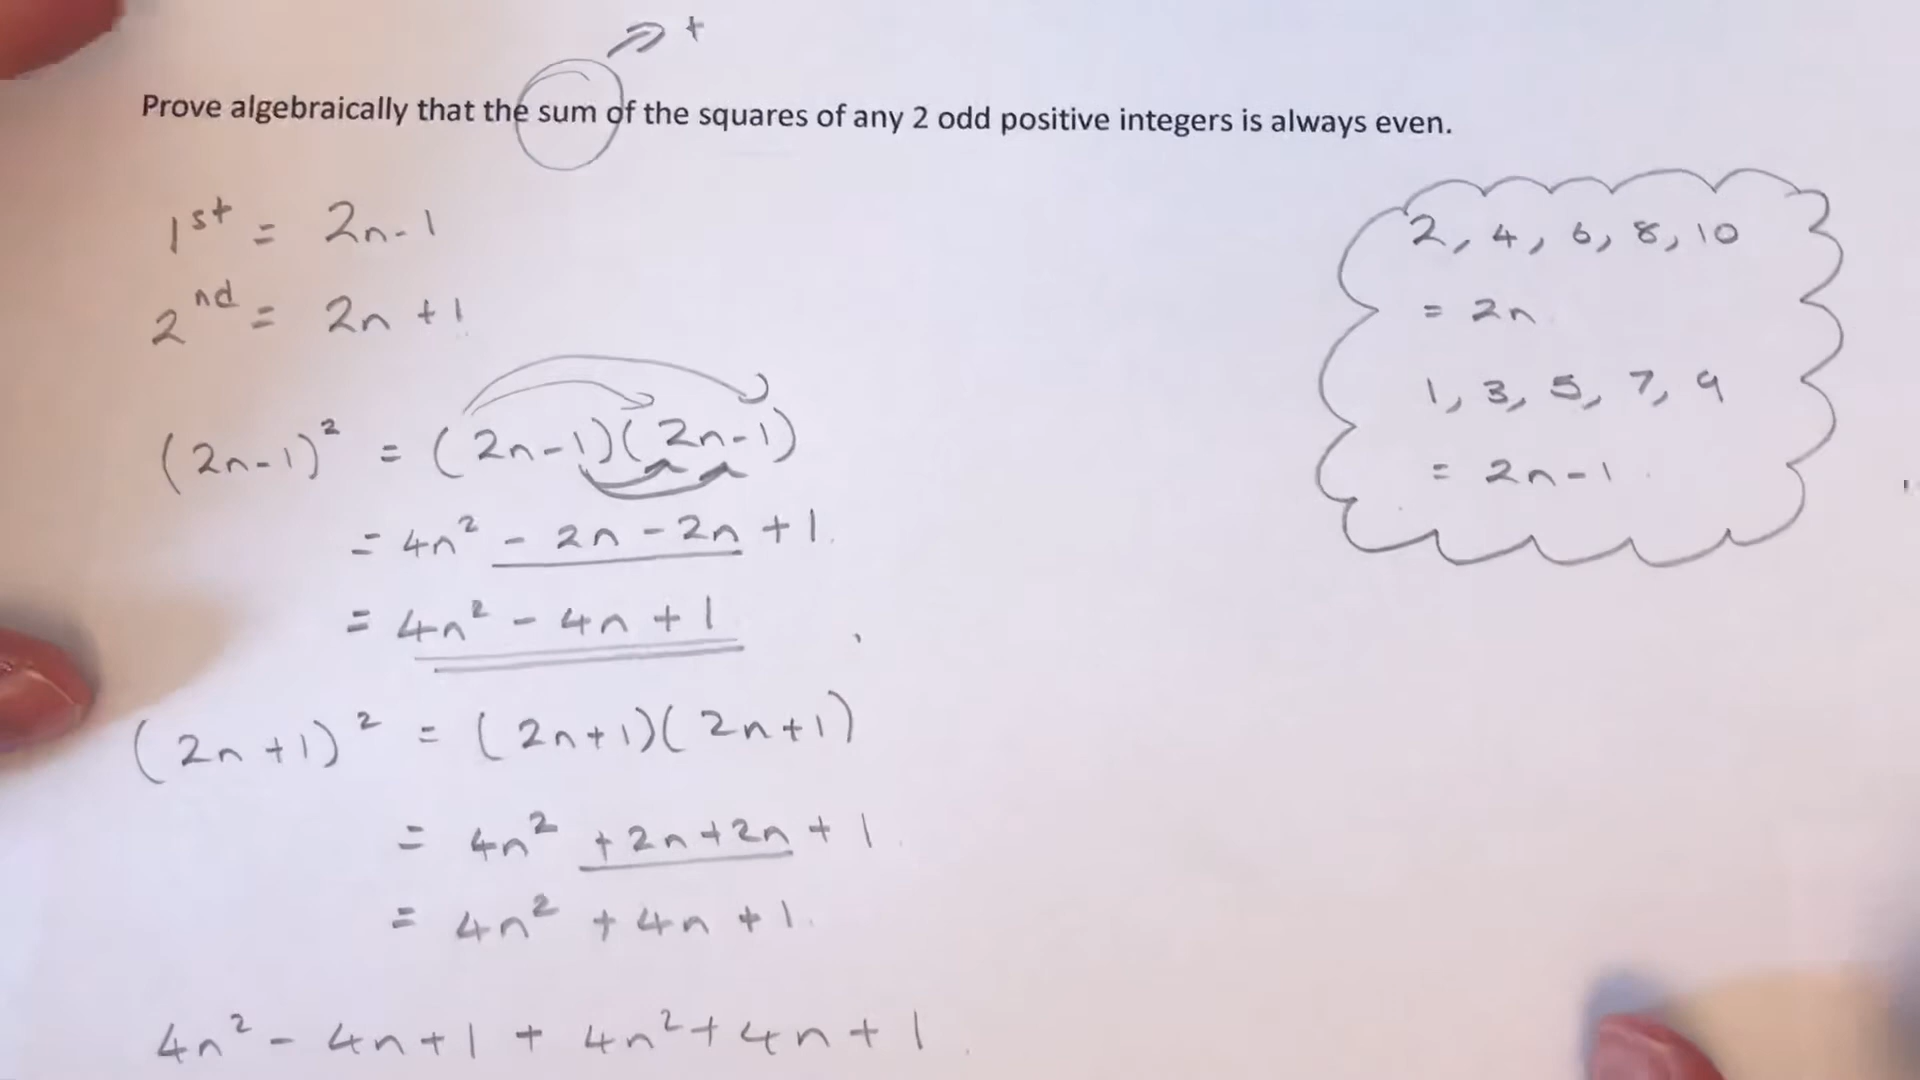 +
Prove algebraically that the sum of the squares of any 2 odd positive integers is always even.
1st = 2n-1
2nd = 2n+1
(2n-1)² = (2n-1)(2n-1)
= 4n² - 2n - 2n + 1
= 4n² - 4n + 1
(2n+1)² = (2n+1)(2n+1)
= 4n² + 2n + 2n + 1
= 4n² + 4n + 1
4n² - 4n + 1 + 4n² + 4n + 1
2, 4, 6, 8, 10
= 2n
1, 3, 5, 7, 9
= 2n-1